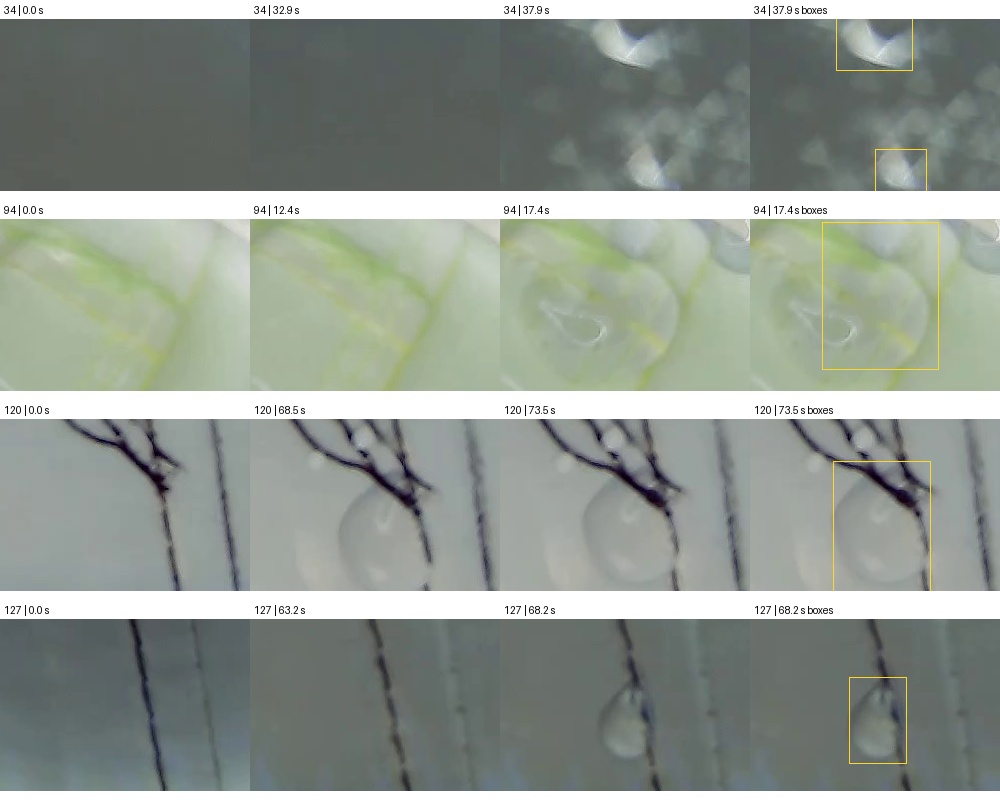 34 | 0.0 s
34 | 32.9 s
34 | 37.9 s
34 | 37.9 s boxes
94 | 0.0 s
94 | 12.4 s
94 | 17.4 s
94 | 17.4 s boxes
120 | 0.0 s
120 | 68.5 s
120 | 73.5 s
120 | 73.5 s boxes
127 | 0.0 s
127 | 63.2 s
127 | 68.2 s
127 | 68.2 s boxes